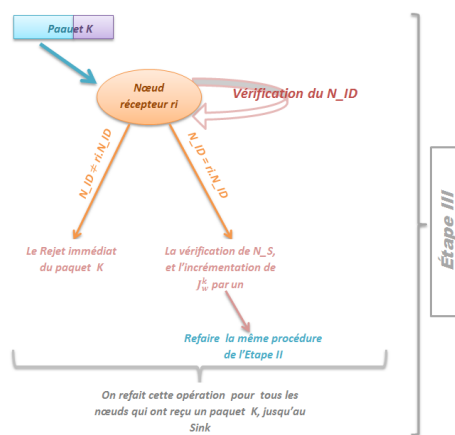 Paquet K
Nœud
récepteur ri
Vérification du N_ID
N_ID ≠ ri.N_ID
N_ID = ri.N_ID
Le Rejet immédiat
du paquet K
La vérification de N_S,
et l'incrémentation de
J_w^k par un
Refaire la même procédure
de l'Etape II
On refait cette opération pour tous les
nœuds qui ont reçu un paquet K, jusqu'au
Sink
Étape III